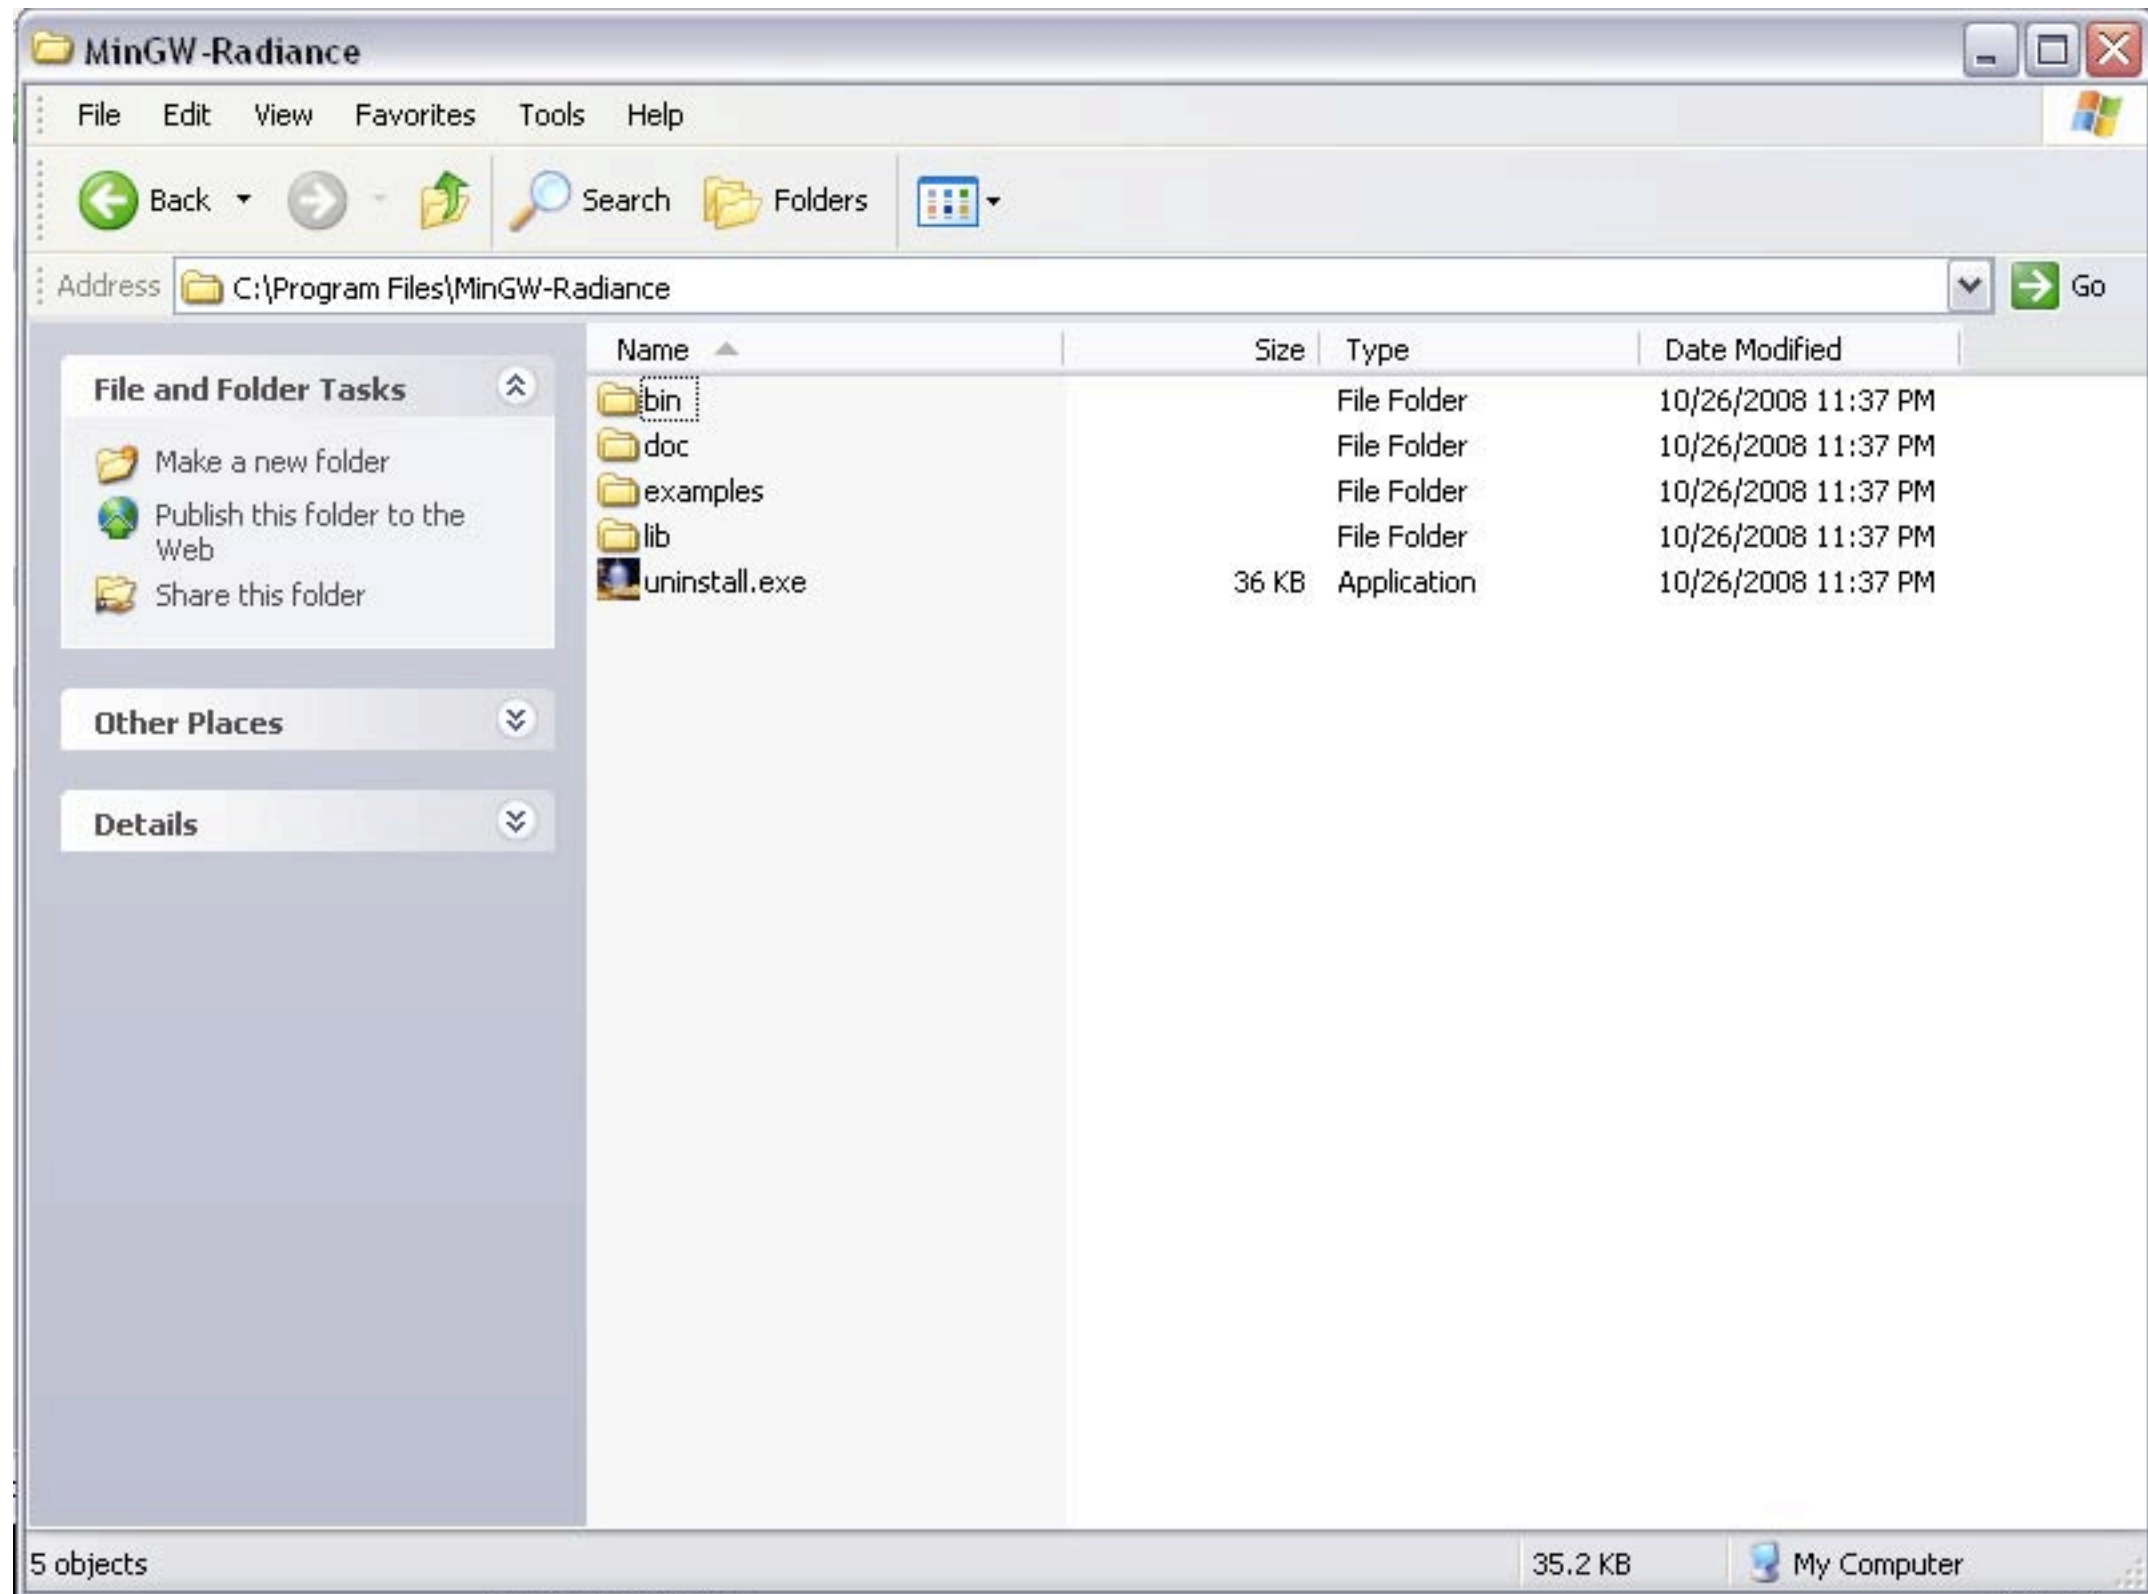 MinGW-Radiance
File Edit View Favorites Tools Help
Back Search Folders
Address C:\Program Files\MinGW-Radiance Go
File and Folder Tasks
Make a new folder
Publish this folder to the
Web
Share this folder
Other Places
Details
Name Size Type Date Modified
bin File Folder 10/26/2008 11:37 PM
doc File Folder 10/26/2008 11:37 PM
examples File Folder 10/26/2008 11:37 PM
lib File Folder 10/26/2008 11:37 PM
uninstall.exe 36 KB Application 10/26/2008 11:37 PM
5 objects 35.2 KB My Computer